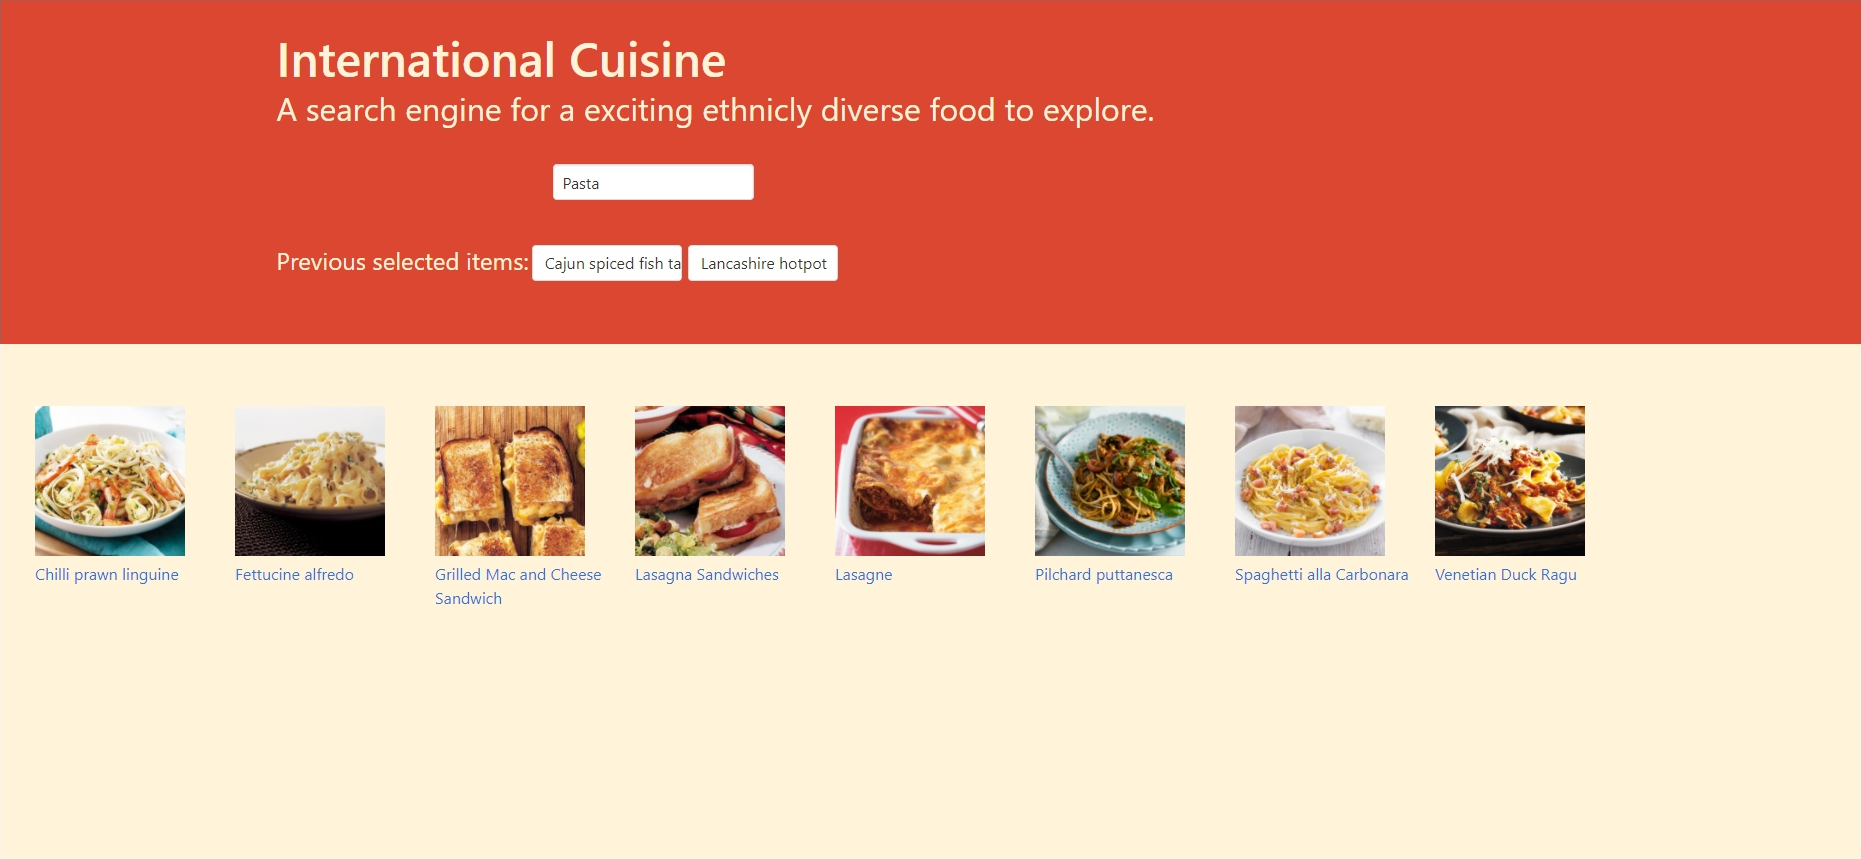 International Cuisine
A search engine for a exciting ethnicly diverse food to explore.
Pasta
Previous selected items: Cajun spiced fish ta Lancashire hotpot
Chilli prawn linguine
Fettucine alfredo
Grilled Mac and Cheese
Sandwich
Lasagna Sandwiches
Lasagne
Pilchard puttanesca
Spaghetti alla Carbonara
Venetian Duck Ragu